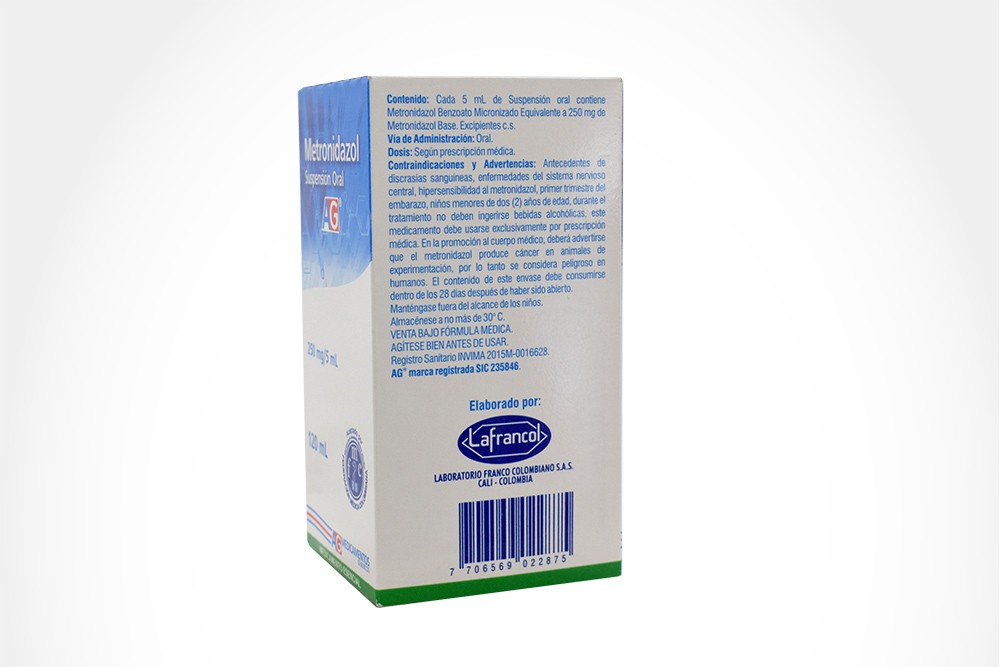 Metronidazol
Suspensión Oral
AG®
250 mg/5 mL
120 mL
AG MEDICAMENTOS
Contenido: Cada 5 mL de Suspensión oral contiene
Metronidazol Benzoato Micronizado Equivalente a 250 mg de
Metronidazol Base. Excipientes c.s.
Vía de Administración: Oral.
Dosis: Según prescripción médica.
Contraindicaciones y Advertencias: Antecedentes de
discrasias sanguíneas, enfermedades del sistema nervioso
central, hipersensibilidad al metronidazol, primer trimestre del
embarazo, niños menores de dos (2) años de edad, durante el
tratamiento no deben ingerirse bebidas alcohólicas, este
medicamento debe usarse exclusivamente por prescripción
médica. En la promoción al cuerpo médico, deberá advertirse
que el metronidazol produce cáncer en animales de
experimentación, por lo tanto se considera peligroso en
humanos. El contenido de este envase debe consumirse
dentro de los 28 días después de haber sido abierto.
Manténgase fuera del alcance de los niños.
Almacénese a no más de 30° C.
VENTA BAJO FÓRMULA MÉDICA.
AGÍTESE BIEN ANTES DE USAR.
Registro Sanitario INVIMA 2015M-0016628.
AG® marca registrada SIC 235846.
Elaborado por:
Lafrancol
LABORATORIO FRANCO COLOMBIANO S.A.S.
CALI - COLOMBIA
7 706569 022875